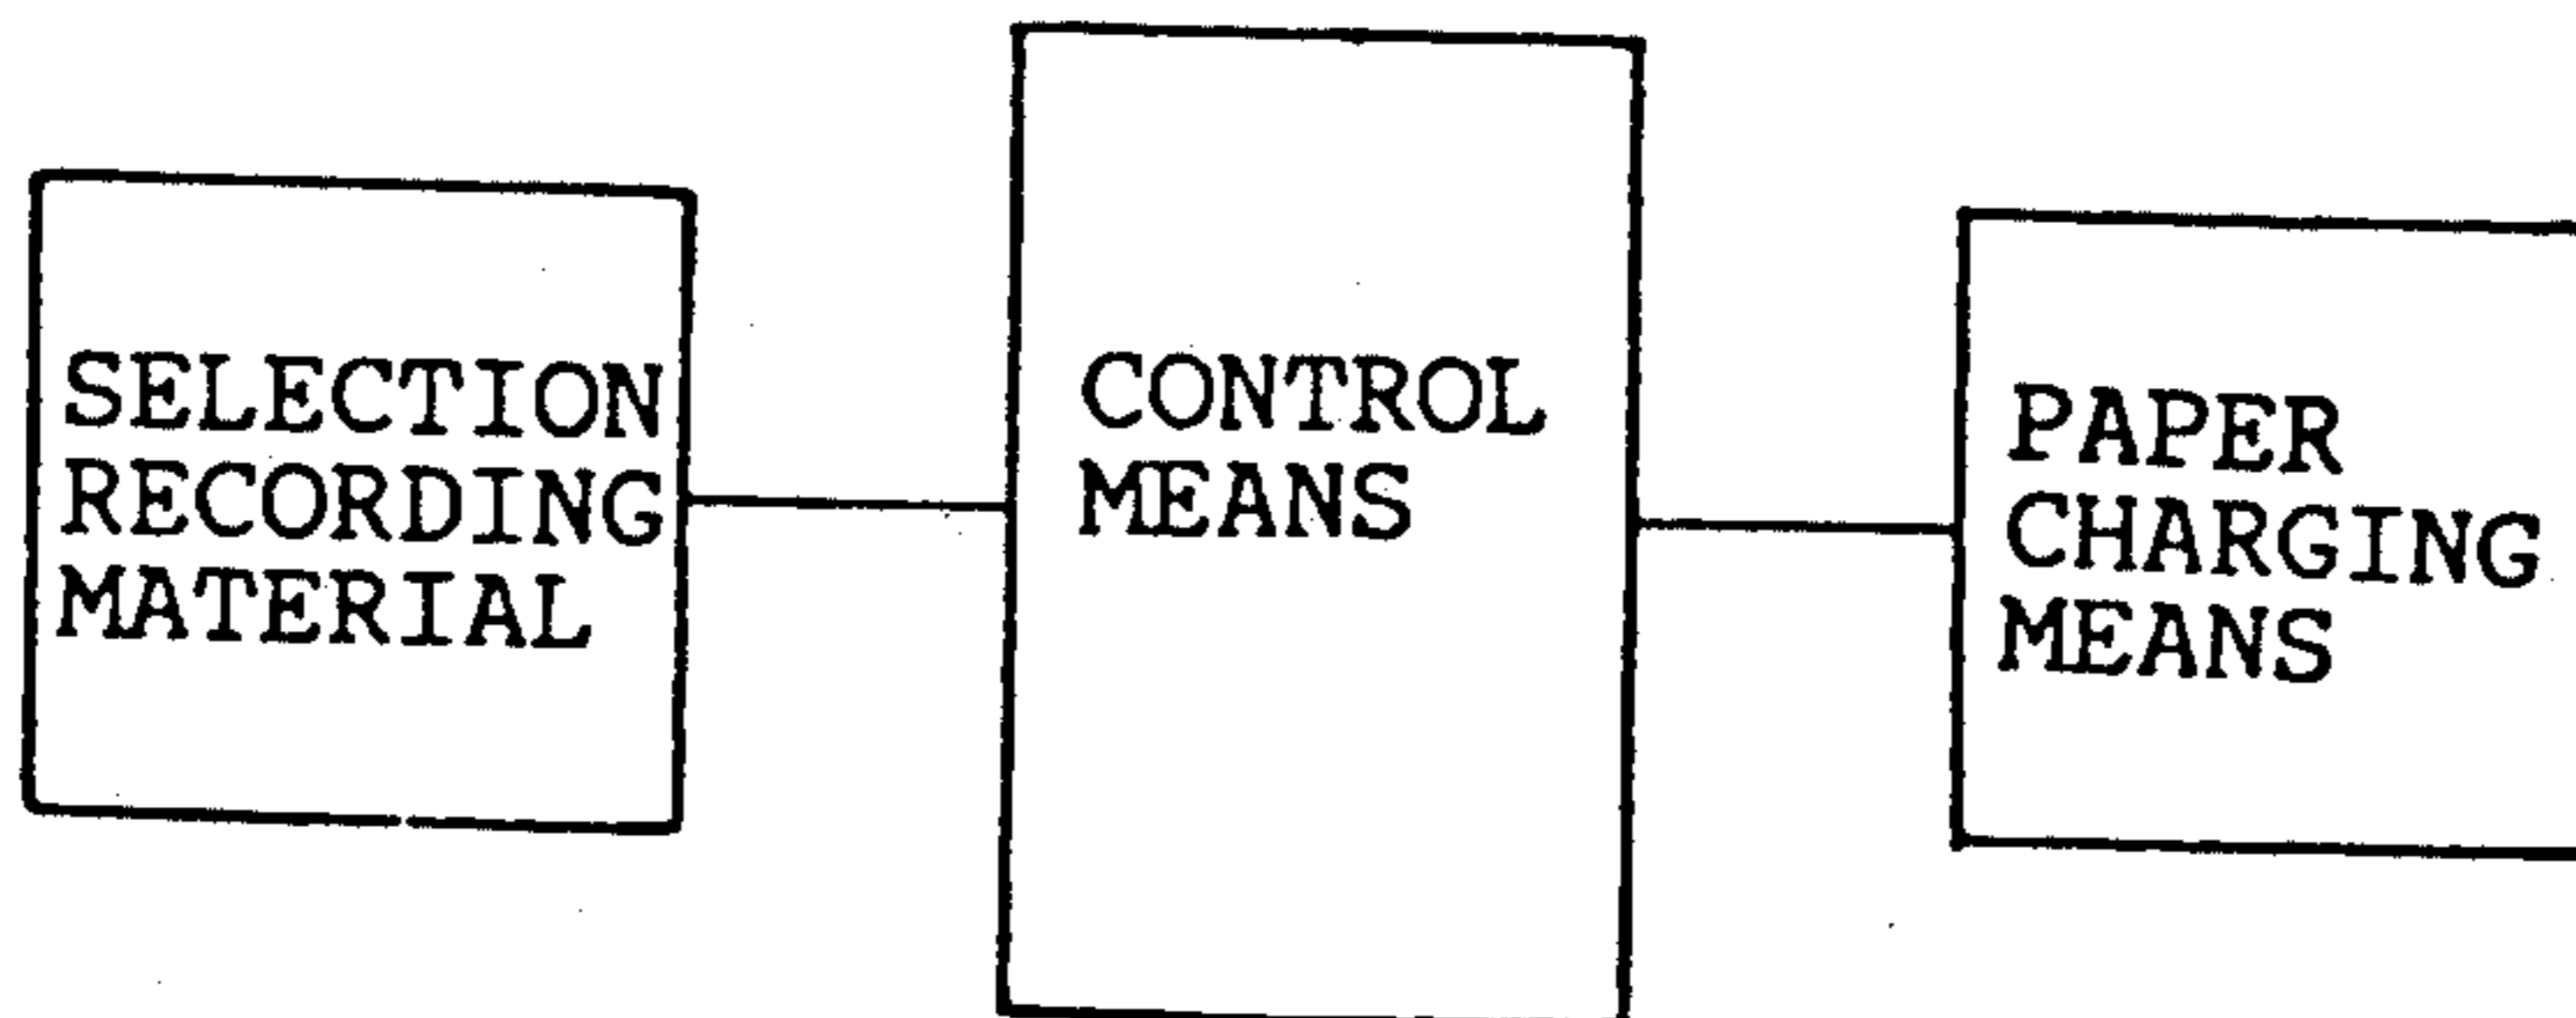 SELECTION
RECORDING
MATERIAL
CONTROL
MEANS
PAPER
CHARGING
MEANS